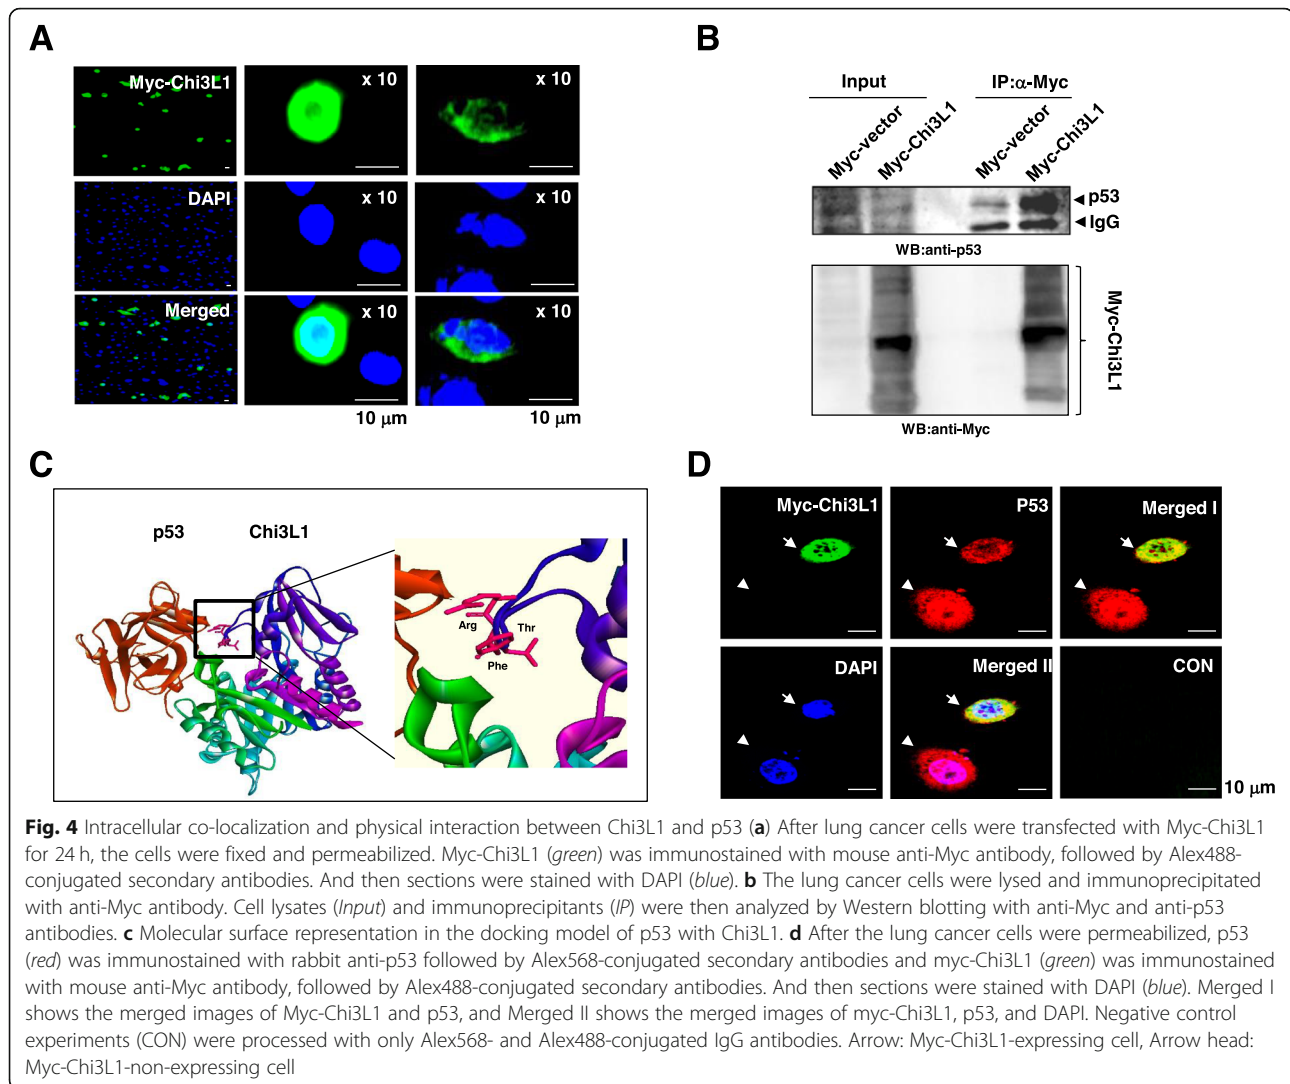 A
Myc-Chi3L1
x 10
x 10
DAPI
x 10
x 10
Merged
x 10
x 10
10 μm
10 μm
B
Input
IP:α-Myc
Myc-vector
Myc-Chi3L1
Myc-vector
Myc-Chi3L1
p53
IgG
WB:anti-p53
Myc-Chi3L1
WB:anti-Myc
C
p53
Chi3L1
Arg
Thr
Phe
D
Myc-Chi3L1
P53
Merged I
DAPI
Merged II
CON
10 μm
Fig. 4 Intracellular co-localization and physical interaction between Chi3L1 and p53 (a) After lung cancer cells were transfected with Myc-Chi3L1
for 24 h, the cells were fixed and permeabilized. Myc-Chi3L1 (green) was immunostained with mouse anti-Myc antibody, followed by Alex488-
conjugated secondary antibodies. And then sections were stained with DAPI (blue). b The lung cancer cells were lysed and immunoprecipitated
with anti-Myc antibody. Cell lysates (Input) and immunoprecipitants (IP) were then analyzed by Western blotting with anti-Myc and anti-p53
antibodies. c Molecular surface representation in the docking model of p53 with Chi3L1. d After the lung cancer cells were permeabilized, p53
(red) was immunostained with rabbit anti-p53 followed by Alex568-conjugated secondary antibodies and myc-Chi3L1 (green) was immunostained
with mouse anti-Myc antibody, followed by Alex488-conjugated secondary antibodies. And then sections were stained with DAPI (blue). Merged I
shows the merged images of Myc-Chi3L1 and p53, and Merged II shows the merged images of myc-Chi3L1, p53, and DAPI. Negative control
experiments (CON) were processed with only Alex568- and Alex488-conjugated IgG antibodies. Arrow: Myc-Chi3L1-expressing cell, Arrow head:
Myc-Chi3L1-non-expressing cell